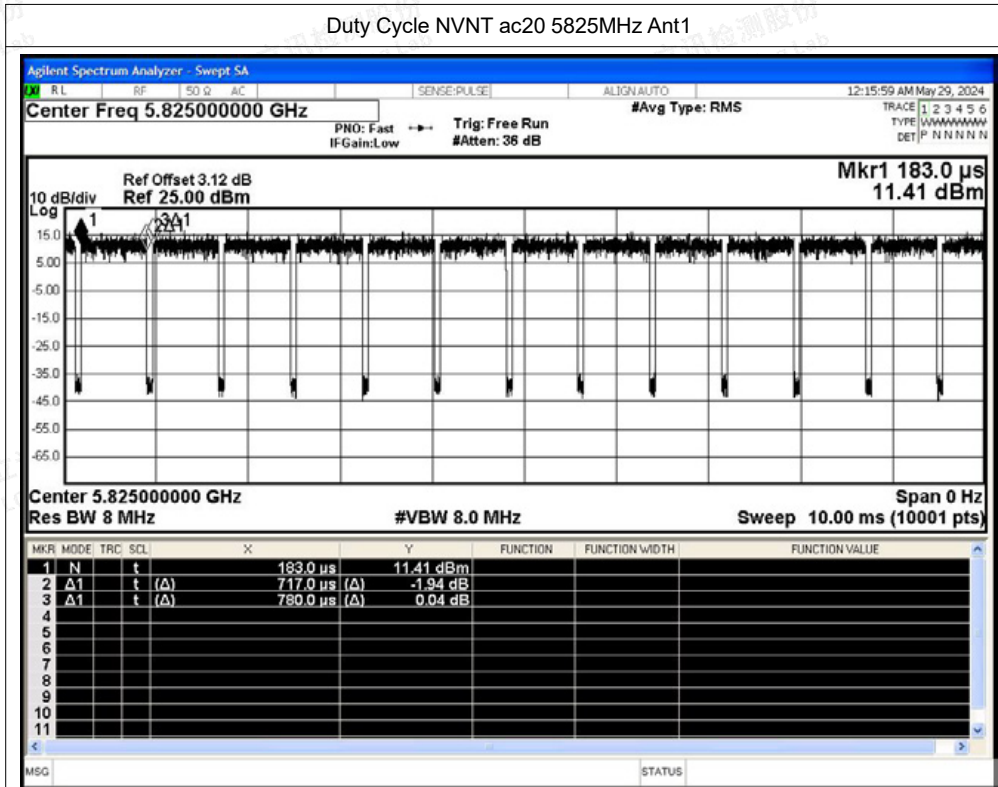 Duty Cycle NVNT ac20 5825MHz Ant1
Agilent Spectrum Analyzer - Swept SA
RL RF 50 Ω AC SENSE:PULSE ALIGNAUTO 12:15:59 AM May 29, 2024
Center Freq 5.825000000 GHz #Avg Type: RMS TRACE 1 2 3 4 5 6
PNO: Fast Trig: Free Run TYPE WWWWWW
IFGain:Low #Atten: 36 dB DET P N N N N N
Mkr1 183.0 µs
Ref Offset 3.12 dB
10 dB/div Ref 25.00 dBm 11.41 dBm
Log
1 2Δ1 3Δ1
15.0
5.00
-5.00
-15.0
-25.0
-35.0
-45.0
-55.0
-65.0
Center 5.825000000 GHz Span 0 Hz
Res BW 8 MHz #VBW 8.0 MHz Sweep 10.00 ms (10001 pts)
MKR MODE TRC SCL X Y FUNCTION FUNCTION WIDTH FUNCTION VALUE
1 N t 183.0 µs 11.41 dBm
2 Δ1 t (Δ) 717.0 µs (Δ) -1.94 dB
3 Δ1 t (Δ) 780.0 µs (Δ) 0.04 dB
4
5
6
7
8
9
10
11
MSG STATUS